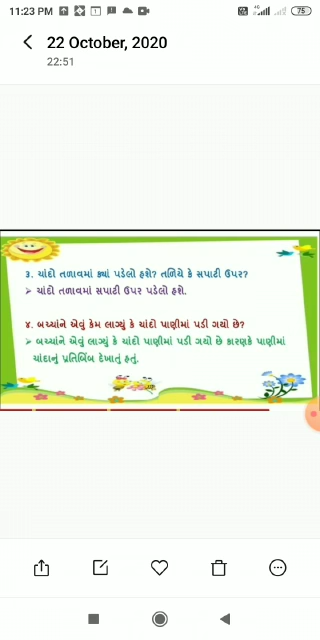 11:23 PM
4G
75
22 October, 2020
22:51
૩. ચાંદો તળાવમાં ક્યાં પડેલો હશે? તળિયે કે સપાટી ઉપર?
➢ ચાંદો તળાવમાં સપાટી ઉપર પડેલો હશે.
૪. બચ્ચાંને એવું કેમ લાગ્યું કે ચાંદો પાણીમાં પડી ગયો છે?
➢ બચ્ચાંને એવું લાગ્યું કે ચાંદો પાણીમાં પડી ગયો છે કારણકે પાણીમાં
ચાંદાનું પ્રતિબિંબ દેખાતું હતું.